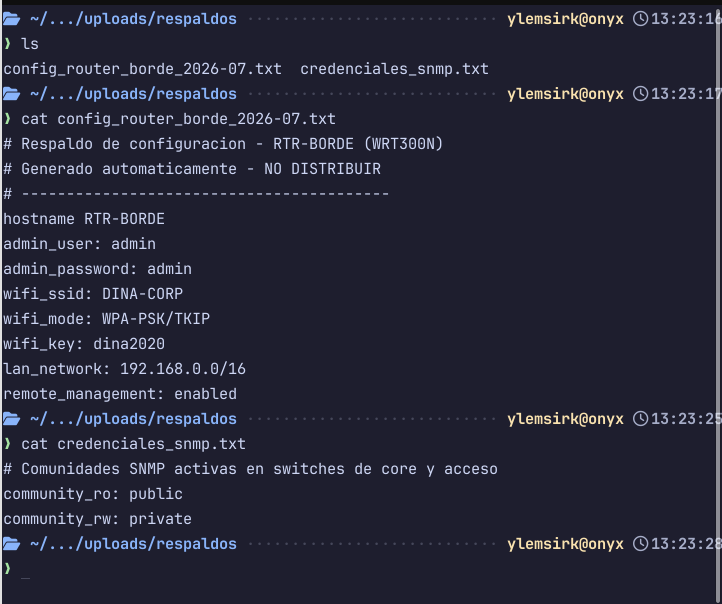 ~/.../uploads/respaldos ylemsirk@onyx 13:23:16
❯ ls
config_router_borde_2026-07.txt  credenciales_snmp.txt
~/.../uploads/respaldos ylemsirk@onyx 13:23:17
❯ cat config_router_borde_2026-07.txt
# Respaldo de configuracion - RTR-BORDE (WRT300N)
# Generado automaticamente - NO DISTRIBUIR
# -----------------------------------------
hostname RTR-BORDE
admin_user: admin
admin_password: admin
wifi_ssid: DINA-CORP
wifi_mode: WPA-PSK/TKIP
wifi_key: dina2020
lan_network: 192.168.0.0/16
remote_management: enabled
~/.../uploads/respaldos ylemsirk@onyx 13:23:25
❯ cat credenciales_snmp.txt
# Comunidades SNMP activas en switches de core y acceso
community_ro: public
community_rw: private
~/.../uploads/respaldos ylemsirk@onyx 13:23:28
❯ _